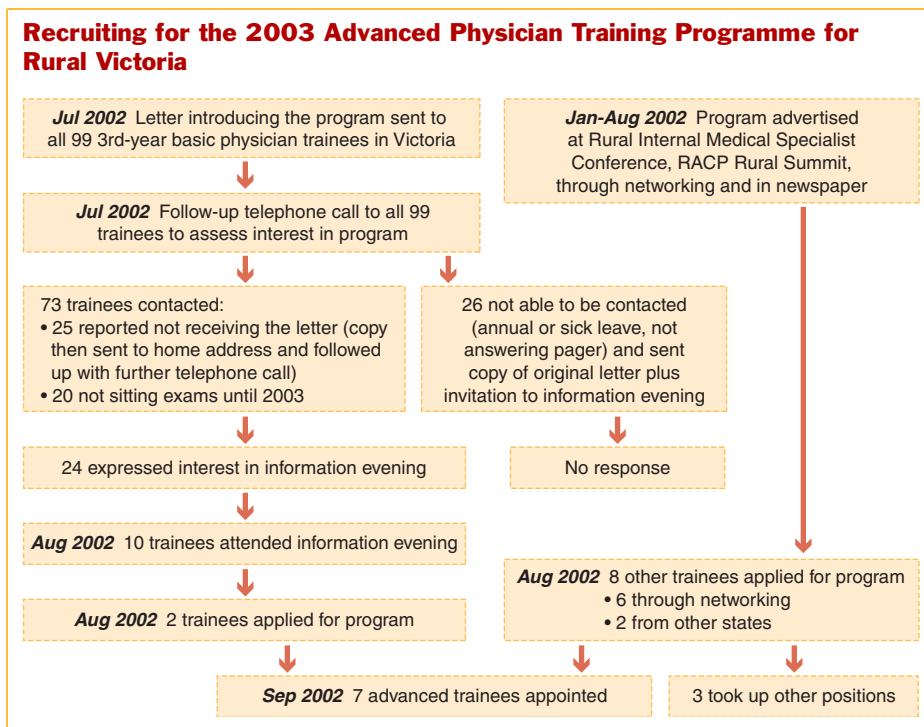 Recruiting for the 2003 Advanced Physician Training Programme for
Rural Victoria
Jul 2002 Letter introducing the program sent to
all 99 3rd-year basic physician trainees in Victoria
Jan-Aug 2002 Program advertised
at Rural Internal Medical Specialist
Conference, RACP Rural Summit,
through networking and in newspaper
Jul 2002 Follow-up telephone call to all 99
trainees to assess interest in program
73 trainees contacted:
• 25 reported not receiving the letter (copy
then sent to home address and followed
up with further telephone call)
• 20 not sitting exams until 2003
26 not able to be contacted
(annual or sick leave, not
answering pager) and sent
copy of original letter plus
invitation to information evening
24 expressed interest in information evening
No response
Aug 2002 10 trainees attended information evening
Aug 2002 2 trainees applied for program
Aug 2002 8 other trainees applied for program
• 6 through networking
• 2 from other states
Sep 2002 7 advanced trainees appointed
3 took up other positions